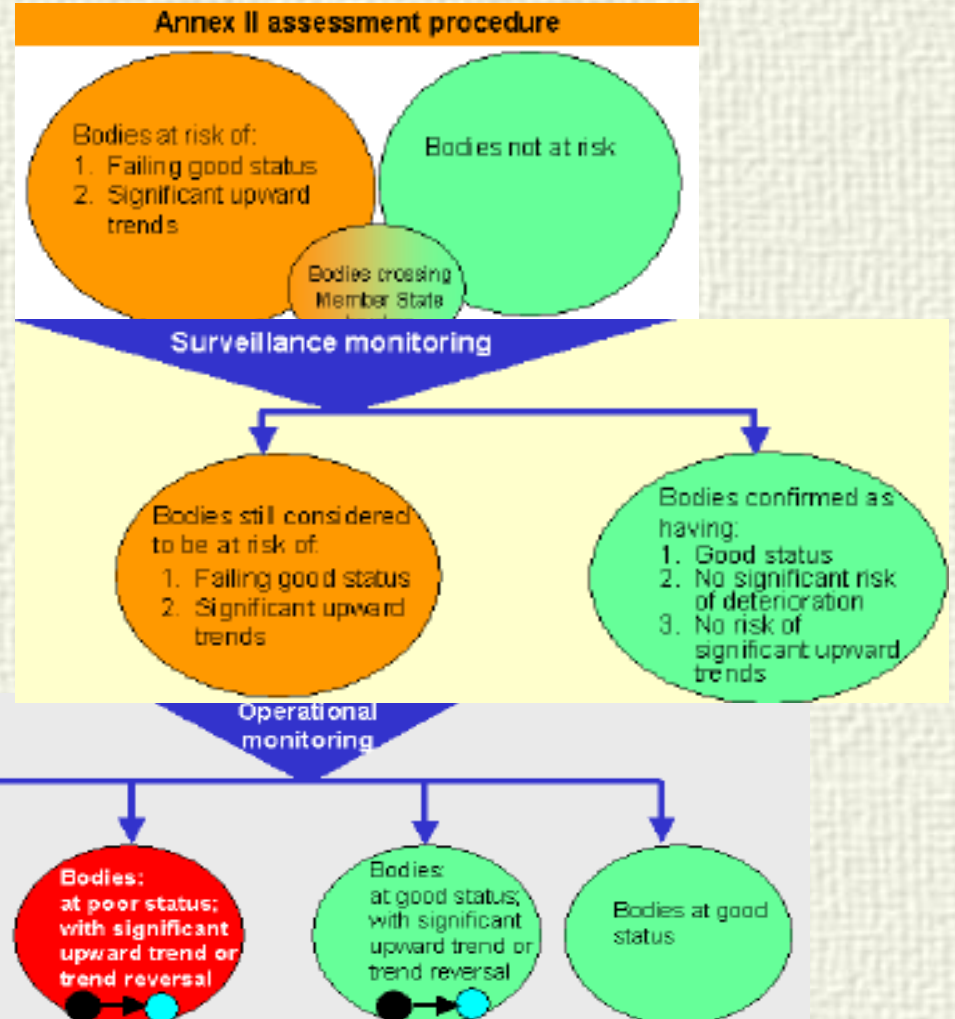 Annex II assessment procedure
Bodies at risk of:
1. Failing good status
2. Significant upward
trends
Bodies not at risk
Bodies crossing
Member State
Surveillance monitoring
Bodies still considered
to be at risk of:
1. Failing good status
2. Significant upward
trends
Bodies confirmed as
having:
1. Good status
2. No significant risk
of deterioration
3. No risk of
significant upward
trends
Operational
monitoring
Bodies:
at poor status;
with significant
upward trend or
trend reversal
Bodies:
at good status;
with significant
upward trend or
trend reversal
Bodies at good
status